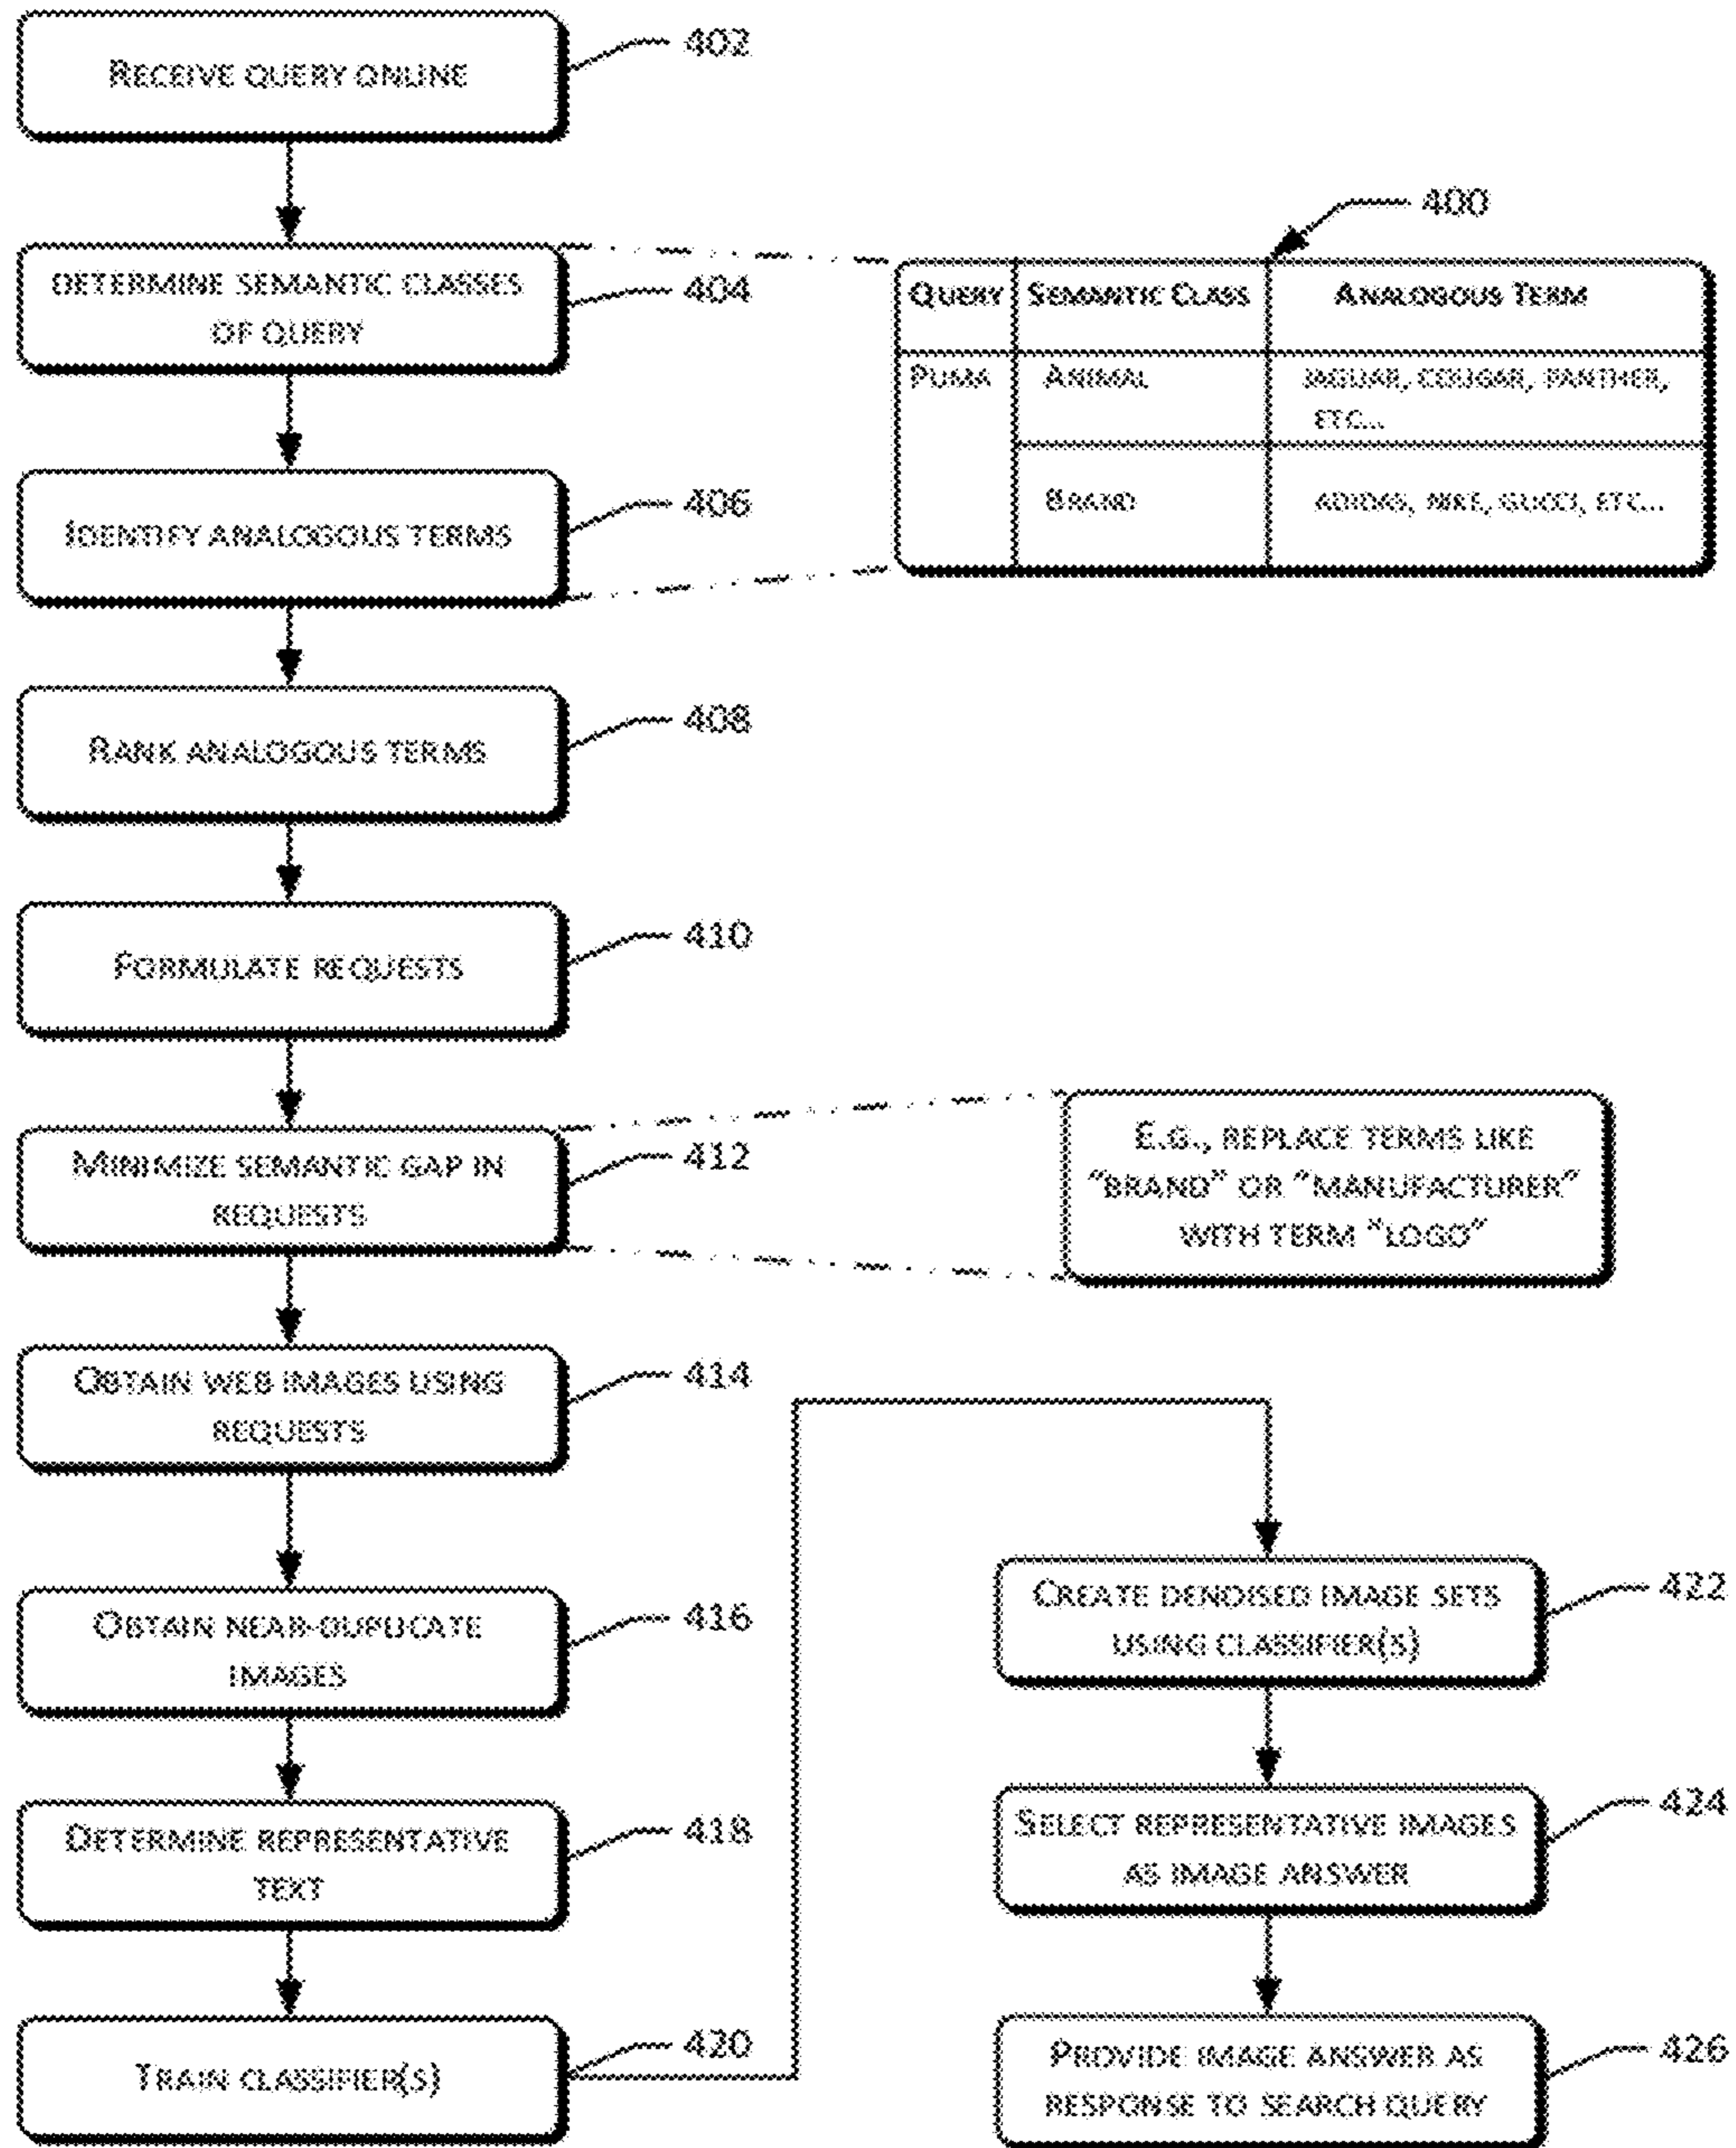 RECEIVE QUERY ONLINE
402
DETERMINE SEMANTIC CLASSES
OF QUERY
404
400
QUERY SEMANTIC CLASS ANALOGOUS TERM
PUMA ANIMAL JAGUAR, COUGAR, PANTHER,
ETC...
BRAND ADIDAS, NIKE, GUCCI, ETC...
IDENTIFY ANALOGOUS TERMS
406
RANK ANALOGOUS TERMS
408
FORMULATE REQUESTS
410
MINIMIZE SEMANTIC GAP IN
REQUESTS
412
E.G., REPLACE TERMS LIKE
"BRAND" OR "MANUFACTURER"
WITH TERM "LOGO"
OBTAIN WEB IMAGES USING
REQUESTS
414
OBTAIN NEAR-DUPLICATE
IMAGES
416
DETERMINE REPRESENTATIVE
TEXT
418
TRAIN CLASSIFIER(S)
420
CREATE DENOISED IMAGE SETS
USING CLASSIFIER(S)
422
SELECT REPRESENTATIVE IMAGES
AS IMAGE ANSWER
424
PROVIDE IMAGE ANSWER AS
RESPONSE TO SEARCH QUERY
426